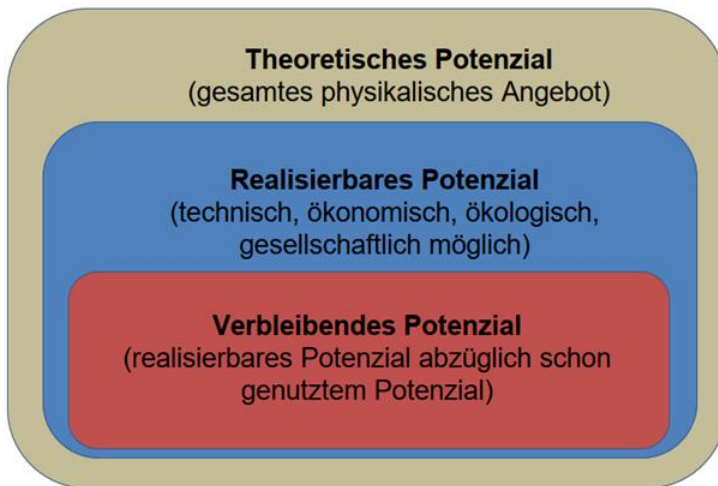 Theoretisches Potenzial
(gesamtes physikalisches Angebot)
Realisierbares Potenzial
(technisch, ökonomisch, ökologisch,
gesellschaftlich möglich)
Verbleibendes Potenzial
(realisierbares Potenzial abzüglich schon
genutztem Potenzial)